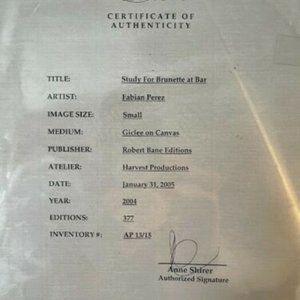 CERTIFICATE OF
AUTHENTICITY
TITLE: Study For Brunette at Bar
ARTIST: Fabian Perez
IMAGE SIZE: Small
MEDIUM: Giclee on Canvas
PUBLISHER: Robert Bane Editions
ATELIER: Harvest Productions
DATE: January 31, 2005
YEAR: 2004
EDITIONS: 377
INVENTORY #: AP 13/15
Anne Shfrer
Authorized Signature